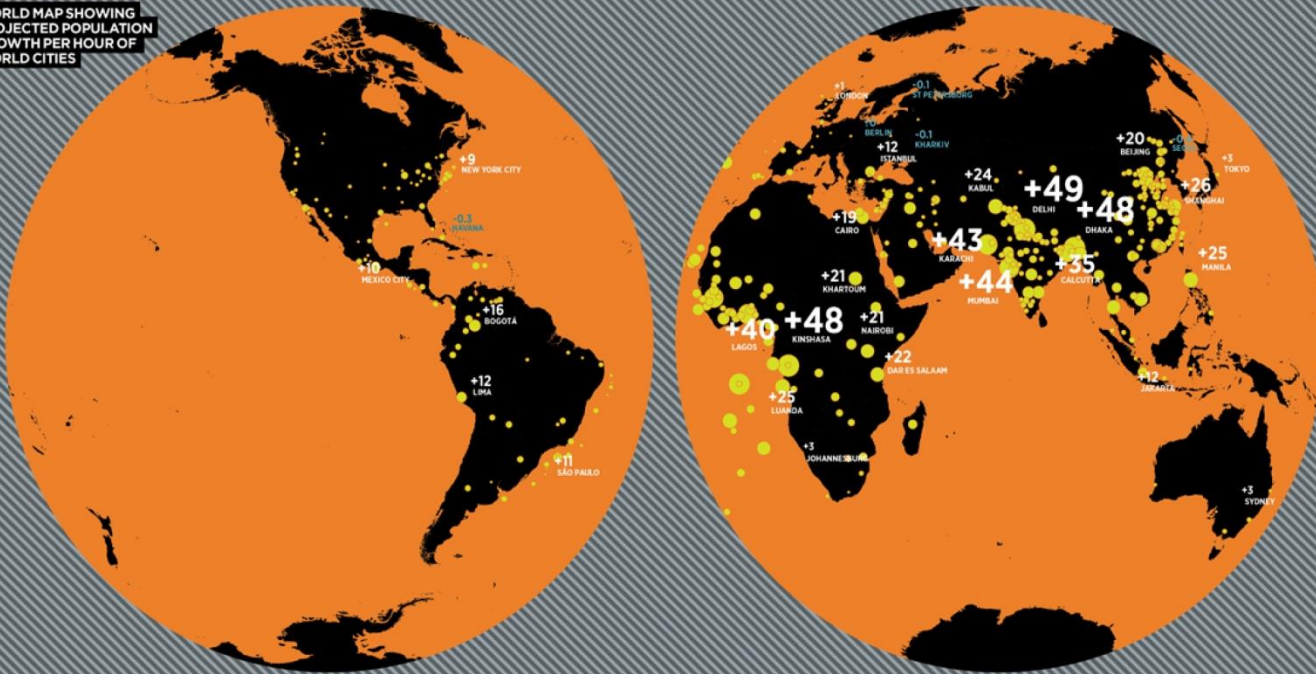 ORLD MAP SHOWING
OJECTED POPULATION
OWTH PER HOUR OF
ORLD CITIES
+9
NEW YORK CITY
-0.3
HAVANA
+10
MEXICO CITY
+16
BOGOTÁ
+12
LIMA
+11
SÃO PAULO
+1
LONDON
-0.1
ST PETERSBURG
BERLIN
-0.1
KHARKIV
+12
ISTANBUL
+20
BEIJING
SEOUL
+3
TOKYO
+24
KABUL
+49
DELHI
+48
DHAKA
+26
SHANGHAI
+19
CAIRO
+43
KARACHI
+35
CALCUTTA
+25
MANILA
+21
KHARTOUM
+44
MUMBAI
+40
LAGOS
+48
KINSHASA
+21
NAIROBI
+22
DAR ES SALAAM
+25
LUANDA
+12
JAKARTA
+3
JOHANNESBURG
+3
SYDNEY